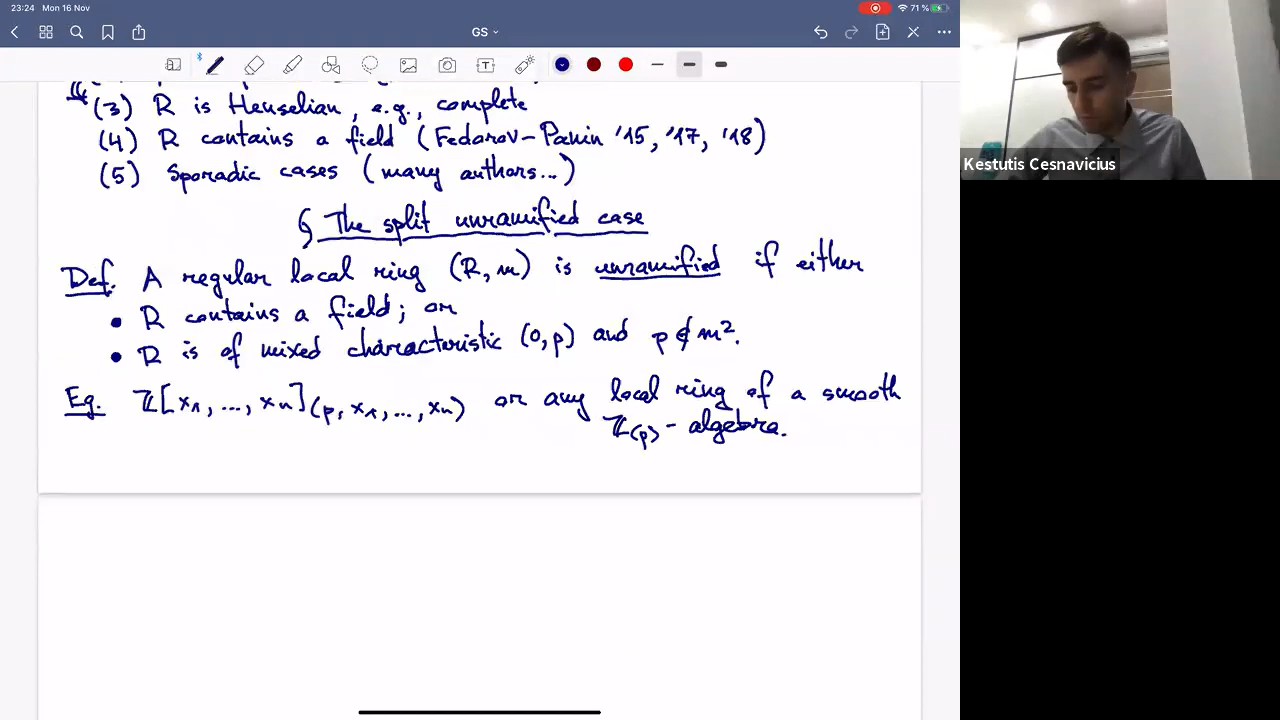 23:24 Mon 16 Nov
71 %
GS
(3) R is Henselian, e.g., complete
(4) R contains a field (Fedorov-Panin '15, '17, '18)
(5) Sporadic cases (many authors...)
§ The split unramified case
Def. A regular local ring (R, m) is unramified if either
• R contains a field; or
• R is of mixed characteristic (0, p) and p ∉ m².
Eg. ℤ[x₁, ..., xₙ](p, x₁, ..., xₙ) or any local ring of a smooth
ℤ(p) - algebra.
Kestutis Cesnavicius